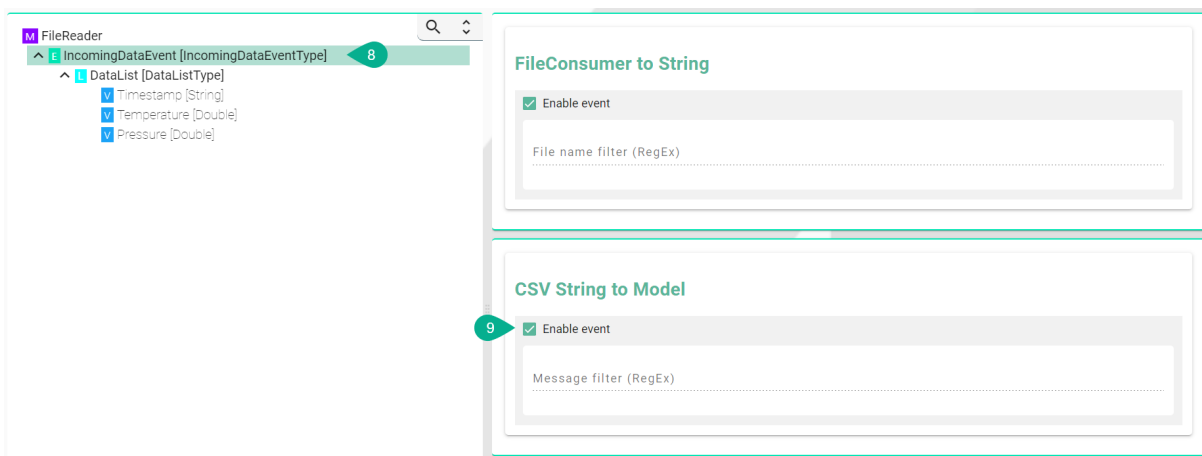 M FileReader
E IncomingDataEvent [IncomingDataEventType]
8
L DataList [DataListType]
V Timestamp [String]
V Temperature [Double]
V Pressure [Double]
FileConsumer to String
Enable event
File name filter (RegEx)
CSV String to Model
9
Enable event
Message filter (RegEx)